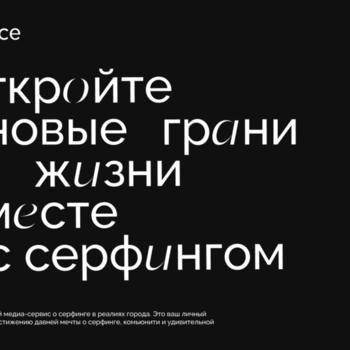 се
ткройте
новые грани
жизни
месте
с серфингом
й медиа-сервис о серфинге в реалиях города. Это ваш личный
стижению давней мечты о серфинге, комьюнити и удивительной